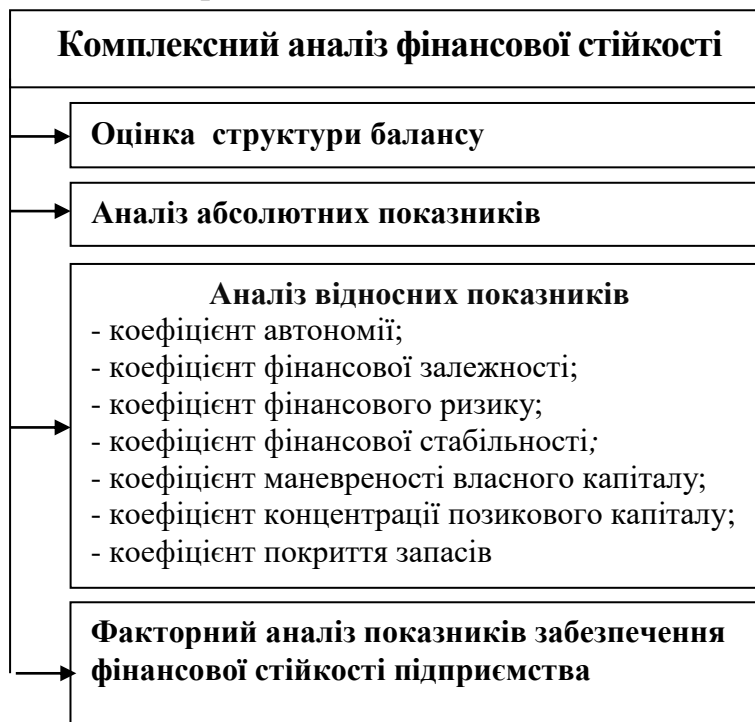 Комплексний аналіз фінансової стійкості
Оцінка структури балансу
Аналіз абсолютних показників
Аналіз відносних показників
- коефіцієнт автономії;
- коефіцієнт фінансової залежності;
- коефіцієнт фінансового ризику;
- коефіцієнт фінансової стабільності;
- коефіцієнт маневреності власного капіталу;
- коефіцієнт концентрації позикового капіталу;
- коефіцієнт покриття запасів
Факторний аналіз показників забезпечення
фінансової стійкості підприємства